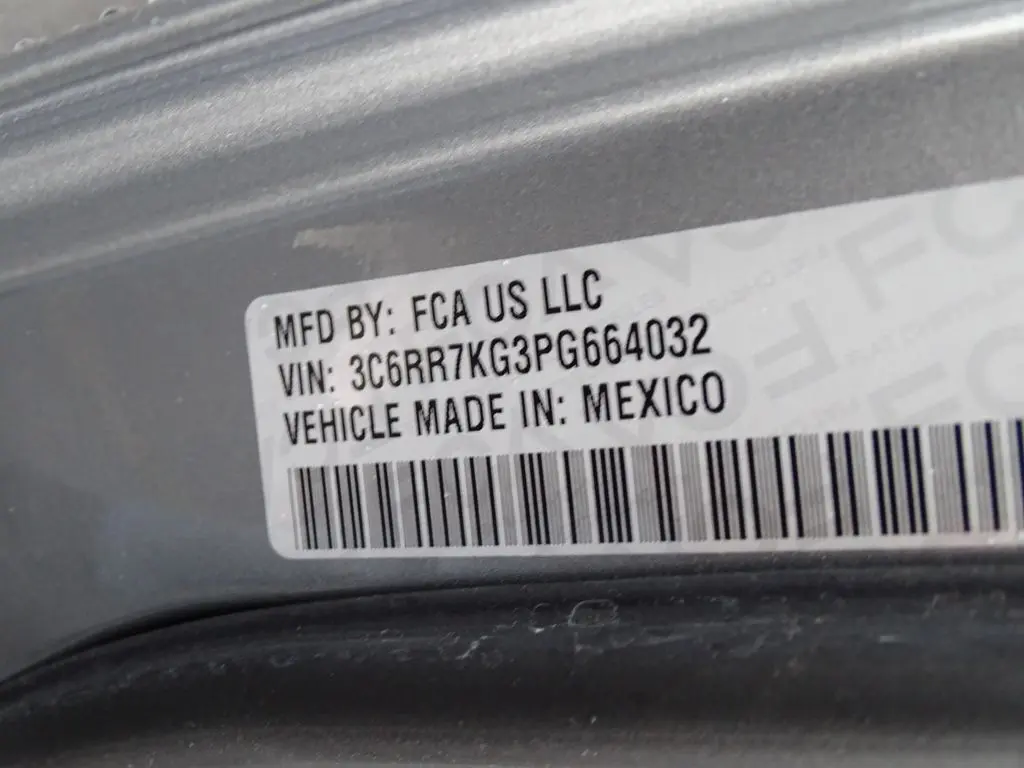 MFD BY: FCA US LLC
VIN: 3C6RR7KG3PG664032
VEHICLE MADE IN: MEXICO